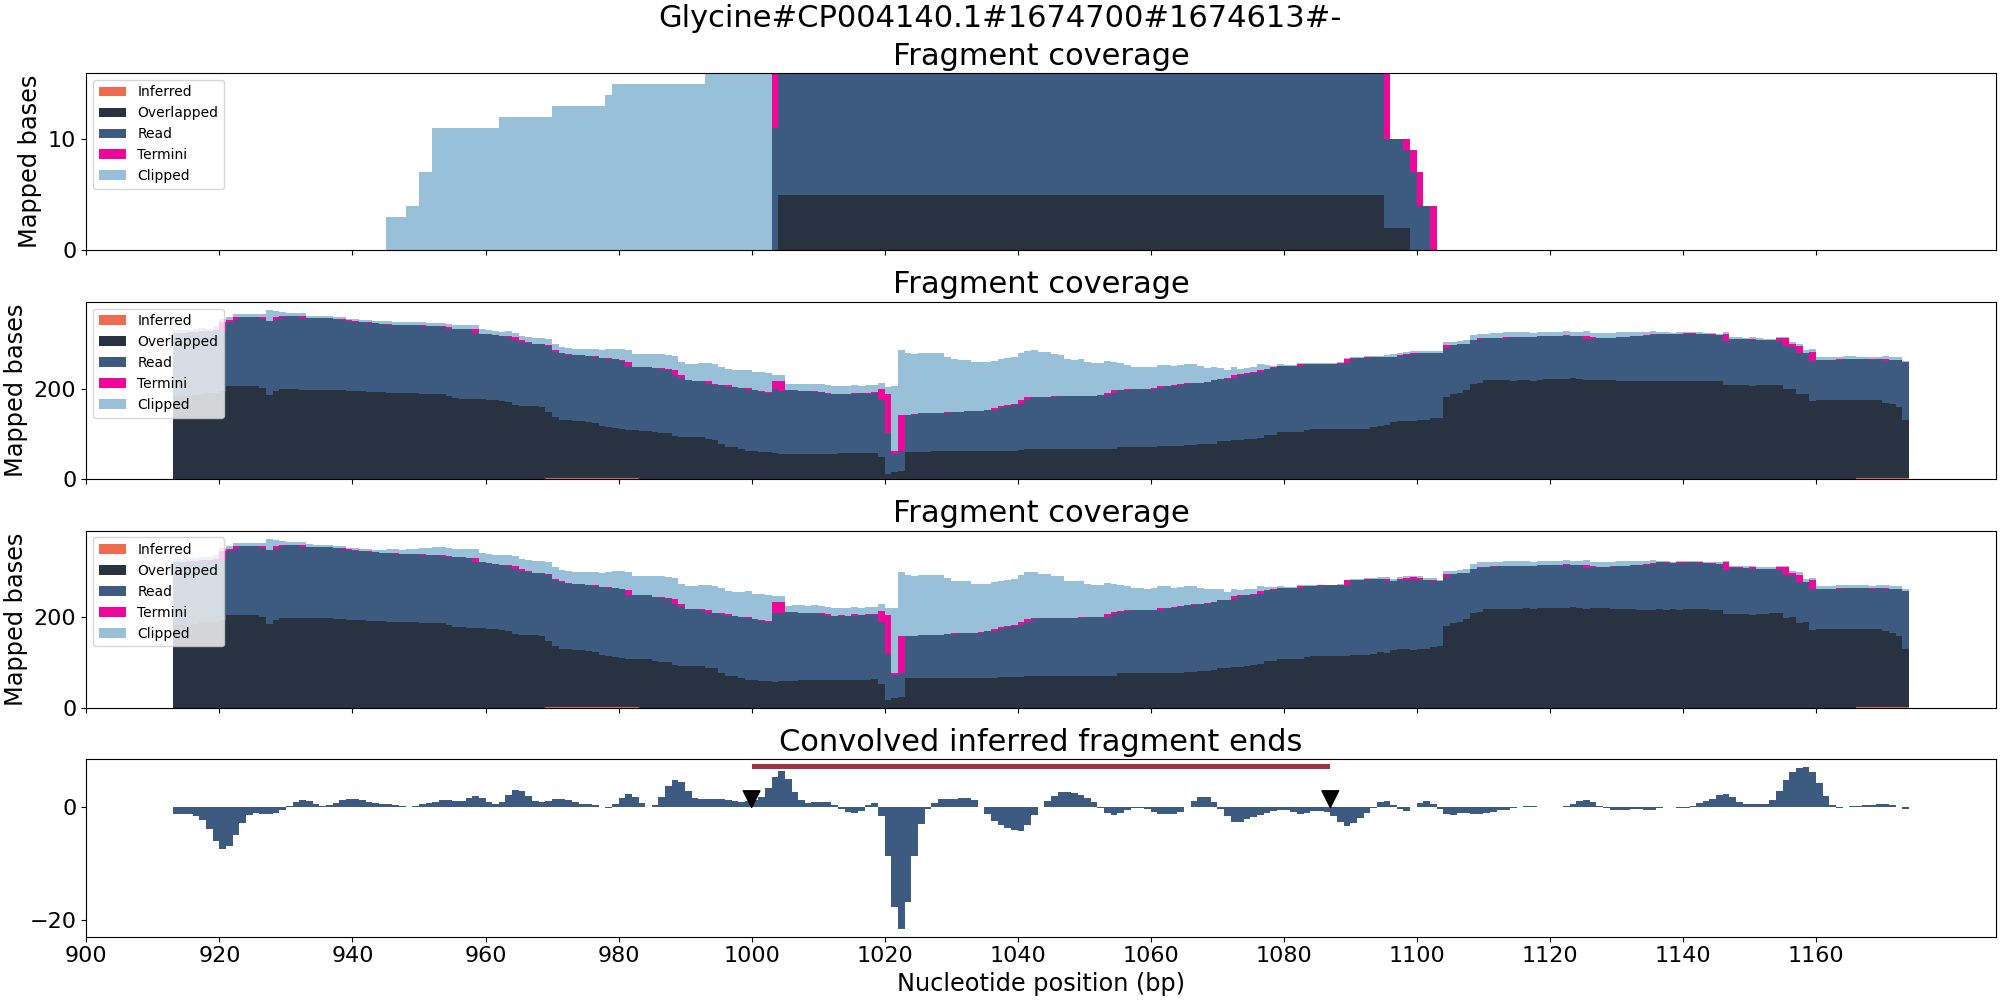 Glycine#CP004140.1#1674700#1674613#-
Fragment coverage
Mapped bases
10
0
Inferred
Overlapped
Read
Termini
Clipped
Fragment coverage
Mapped bases
200
0
Inferred
Overlapped
Read
Termini
Clipped
Fragment coverage
Mapped bases
200
0
Inferred
Overlapped
Read
Termini
Clipped
Convolved inferred fragment ends
0
−20
900 920 940 960 980 1000 1020 1040 1060 1080 1100 1120 1140 1160
Nucleotide position (bp)